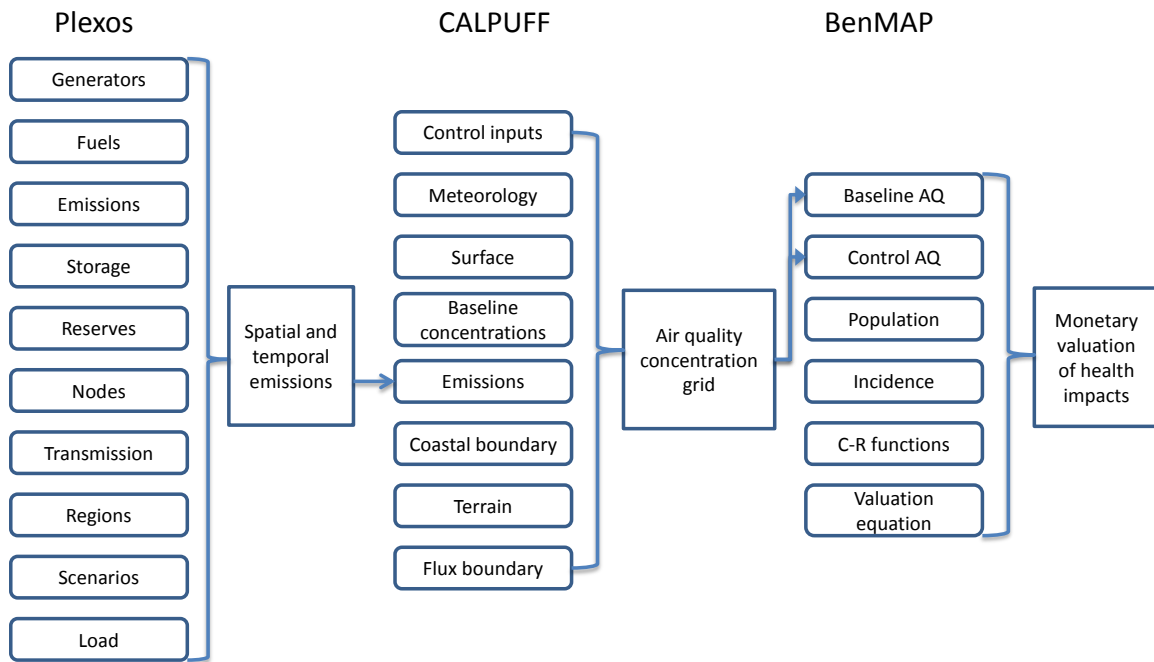 Plexos
CALPUFF
BenMAP
Generators
Fuels
Emissions
Storage
Reserves
Nodes
Transmission
Regions
Scenarios
Load
Spatial and
temporal
emissions
Control inputs
Meteorology
Surface
Baseline
concentrations
Emissions
Coastal boundary
Terrain
Flux boundary
Air quality
concentration
grid
Baseline AQ
Control AQ
Population
Incidence
C-R functions
Valuation
equation
Monetary
valuation
of health
impacts